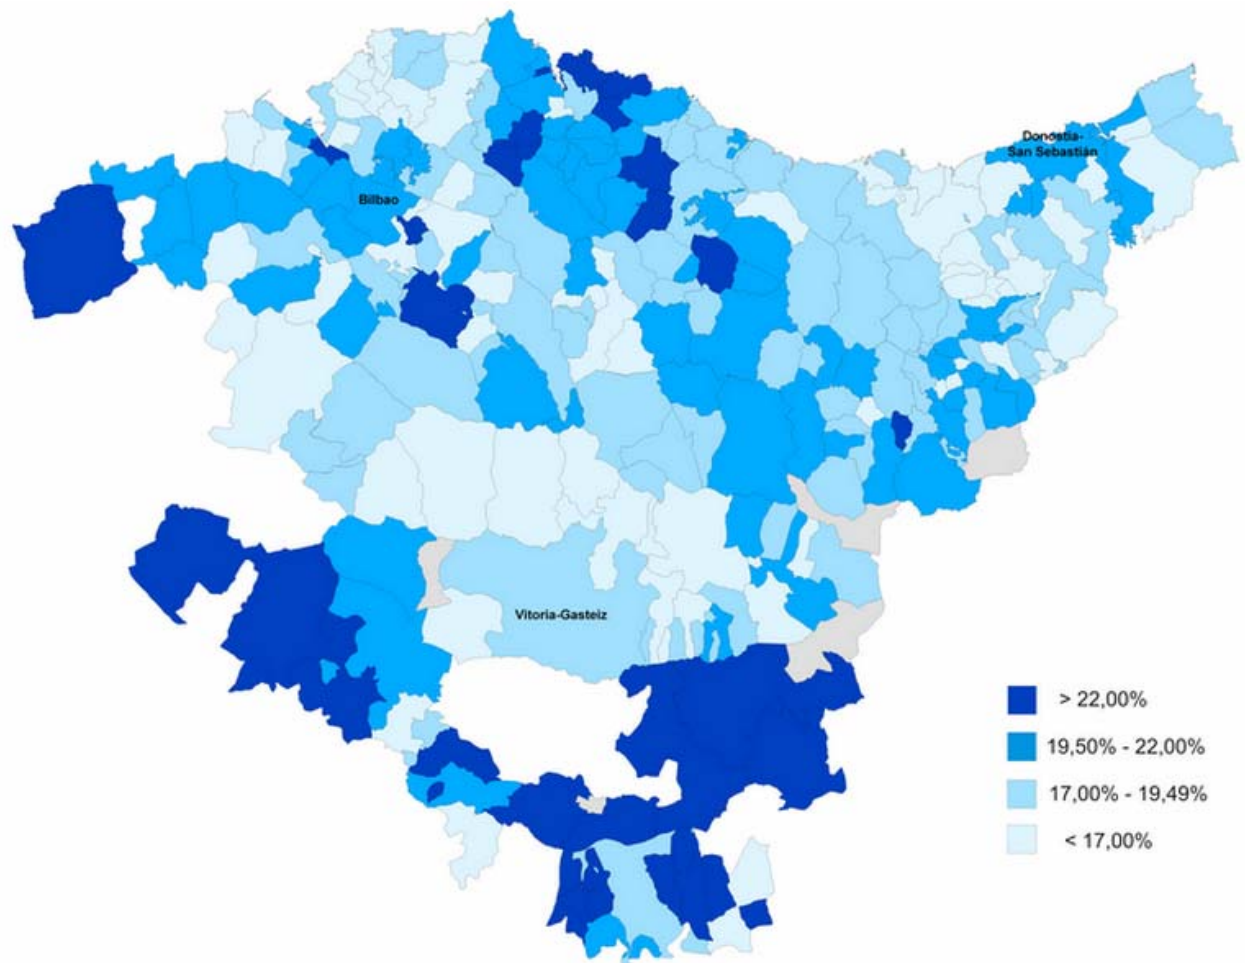 Donostia-
San Sebastián
Bilbao
Vitoria-Gasteiz
> 22,00%
19,50% - 22,00%
17,00% - 19,49%
< 17,00%